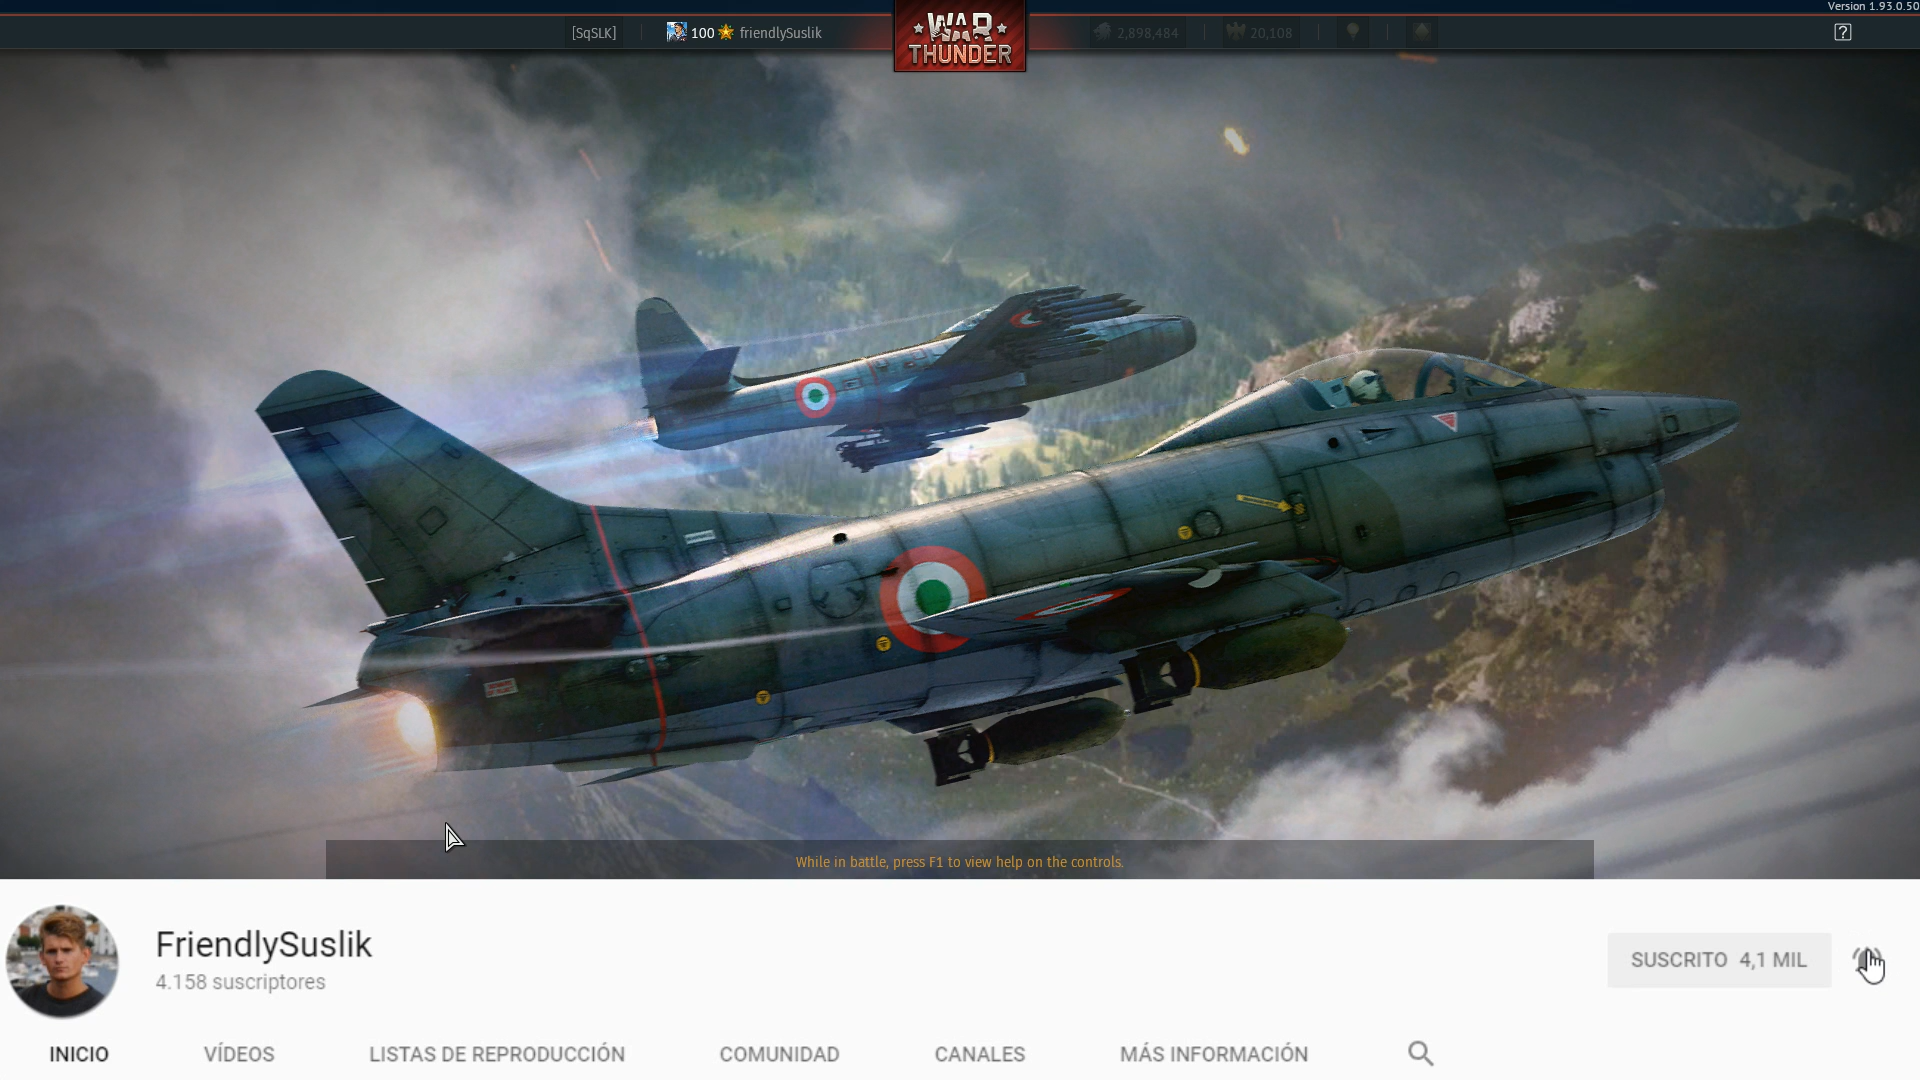 Version 1.93.0.50
[SqSLK]
100 friendlySuslik
WAR
THUNDER
2,898,484
20,108
While in battle, press F1 to view help on the controls.
FriendlySuslik
4.158 suscriptores
SUSCRITO 4,1 MIL
INICIO VÍDEOS LISTAS DE REPRODUCCIÓN COMUNIDAD CANALES MÁS INFORMACIÓN